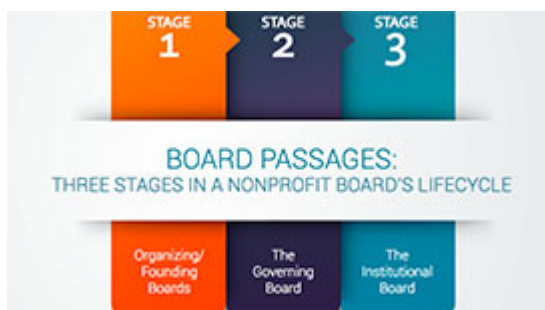 STAGE
1
STAGE
2
STAGE
3
BOARD PASSAGES:
THREE STAGES IN A NONPROFIT BOARD'S LIFECYCLE
Organizing/
Founding
Boards
The
Governing
Board
The
Institutional
Board